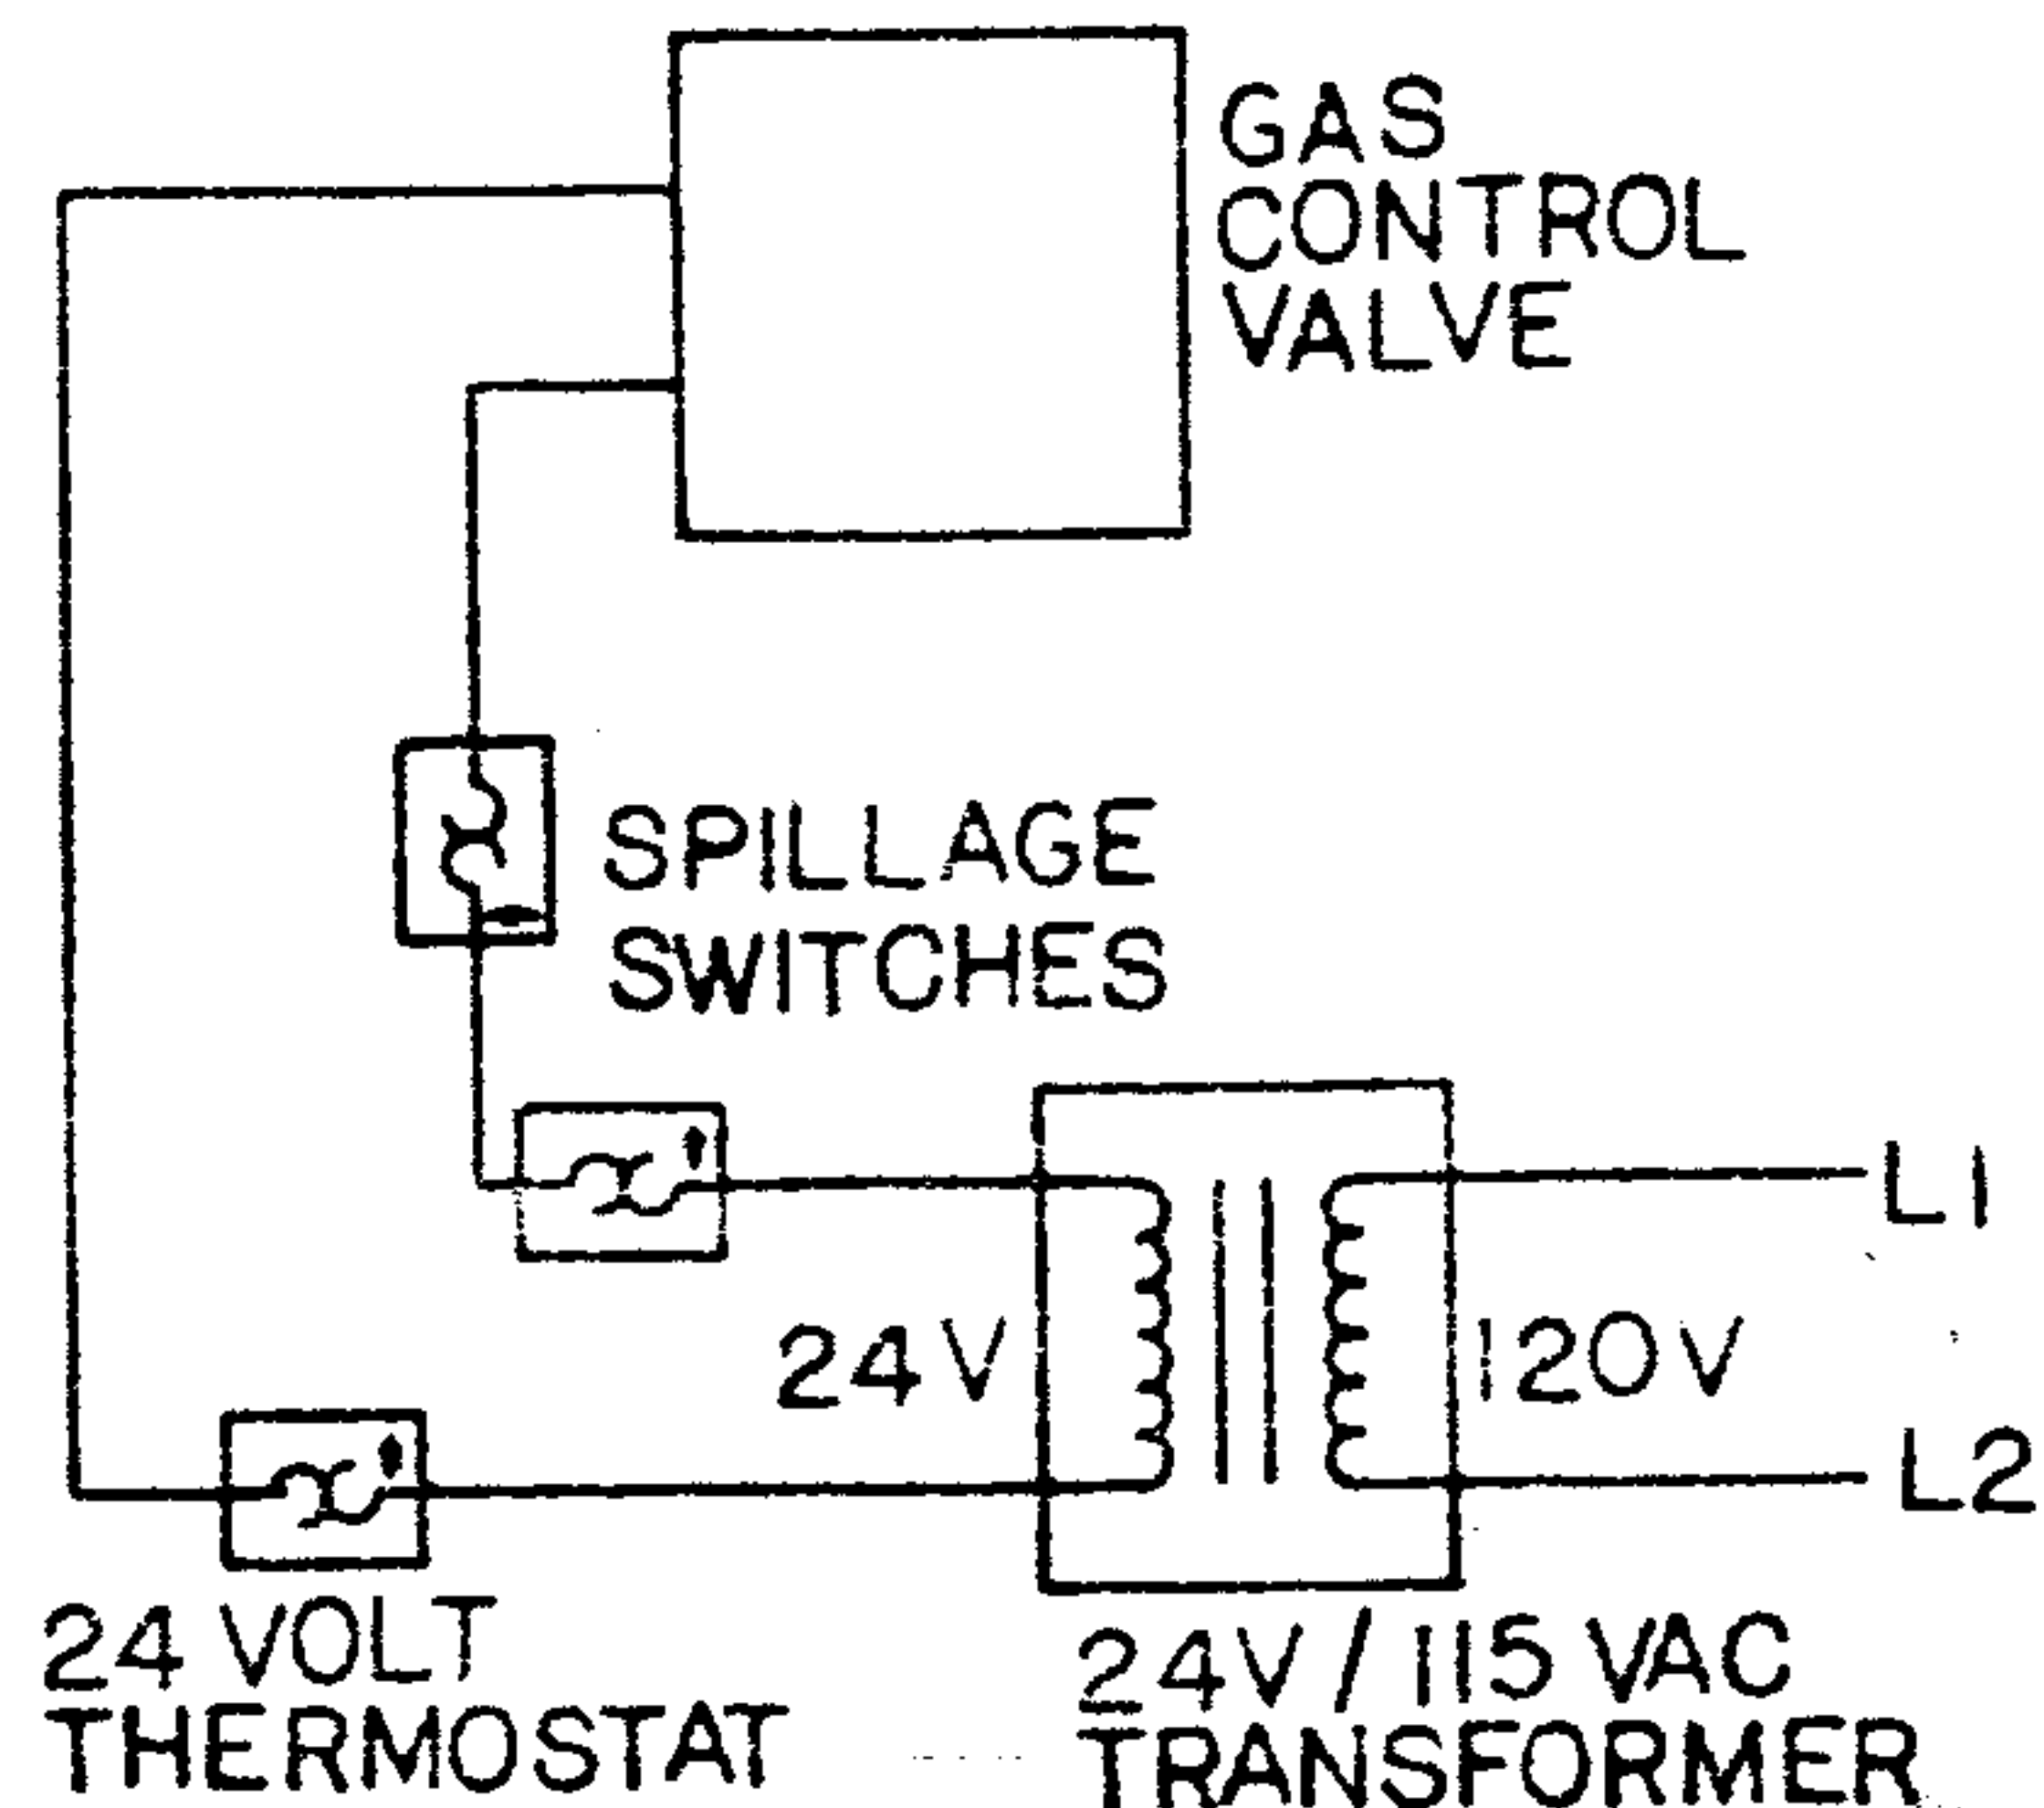 GAS
CONTROL
VALVE
SPILLAGE
SWITCHES
L1
24V
120V
L2
24 VOLT
THERMOSTAT
24V/115 VAC
TRANSFORMER